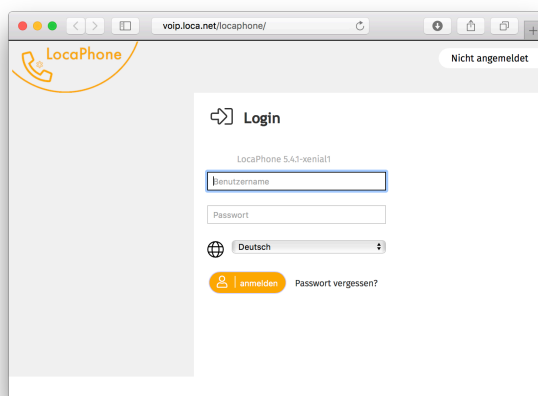 voip.loca.net/locaphone/
LocaPhone
Nicht angemeldet
Login
LocaPhone 5.4.1-xenial1
Benutzername
Passwort
Deutsch
anmelden
Passwort vergessen?